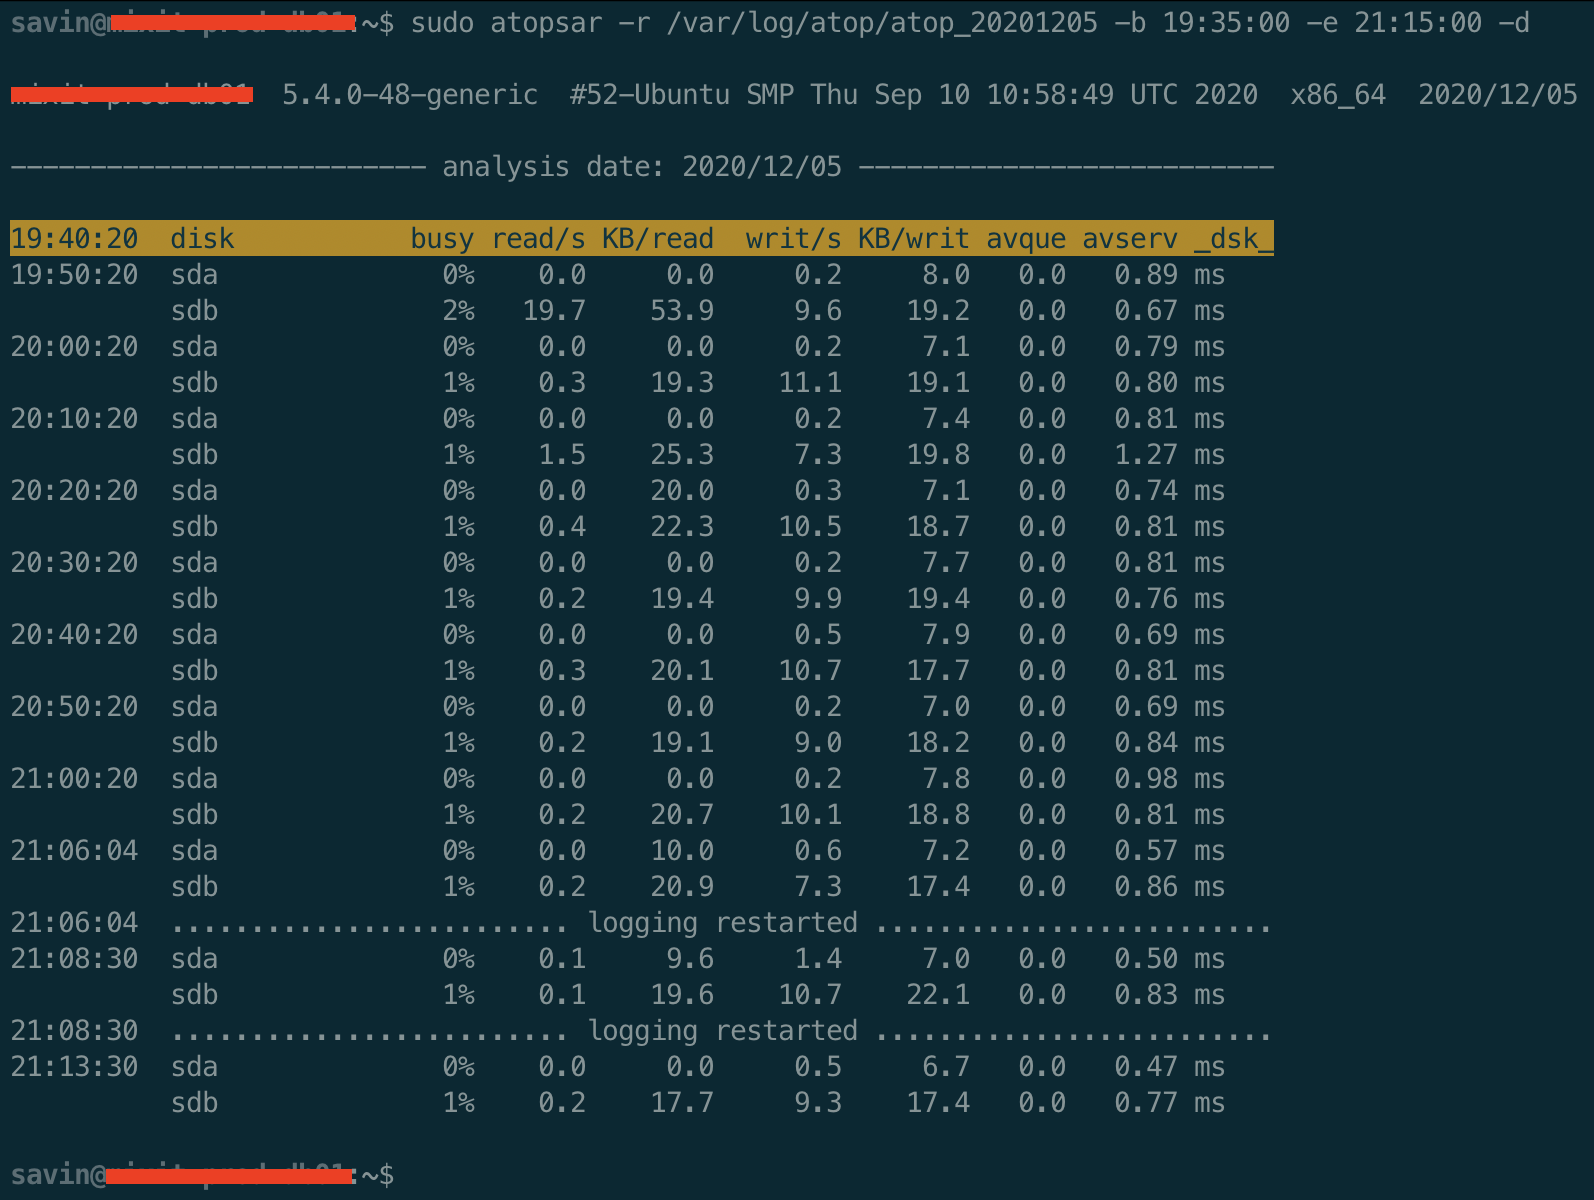 savin@:~$ sudo atopsar -r /var/log/atop/atop_20201205 -b 19:35:00 -e 21:15:00 -d
5.4.0-48-generic  #52-Ubuntu SMP Thu Sep 10 10:58:49 UTC 2020  x86_64  2020/12/05
-------------------------- analysis date: 2020/12/05 --------------------------
19:40:20  disk           busy read/s KB/read  writ/s KB/writ avque avserv _dsk_
19:50:20  sda              0%    0.0     0.0     0.2     8.0   0.0   0.89 ms
          sdb              2%   19.7    53.9     9.6    19.2   0.0   0.67 ms
20:00:20  sda              0%    0.0     0.0     0.2     7.1   0.0   0.79 ms
          sdb              1%    0.3    19.3    11.1    19.1   0.0   0.80 ms
20:10:20  sda              0%    0.0     0.0     0.2     7.4   0.0   0.81 ms
          sdb              1%    1.5    25.3     7.3    19.8   0.0   1.27 ms
20:20:20  sda              0%    0.0    20.0     0.3     7.1   0.0   0.74 ms
          sdb              1%    0.4    22.3    10.5    18.7   0.0   0.81 ms
20:30:20  sda              0%    0.0     0.0     0.2     7.7   0.0   0.81 ms
          sdb              1%    0.2    19.4     9.9    19.4   0.0   0.76 ms
20:40:20  sda              0%    0.0     0.0     0.5     7.9   0.0   0.69 ms
          sdb              1%    0.3    20.1    10.7    17.7   0.0   0.81 ms
20:50:20  sda              0%    0.0     0.0     0.2     7.0   0.0   0.69 ms
          sdb              1%    0.2    19.1     9.0    18.2   0.0   0.84 ms
21:00:20  sda              0%    0.0     0.0     0.2     7.8   0.0   0.98 ms
          sdb              1%    0.2    20.7    10.1    18.8   0.0   0.81 ms
21:06:04  sda              0%    0.0    10.0     0.6     7.2   0.0   0.57 ms
          sdb              1%    0.2    20.9     7.3    17.4   0.0   0.86 ms
21:06:04  ......................... logging restarted .........................
21:08:30  sda              0%    0.1     9.6     1.4     7.0   0.0   0.50 ms
          sdb              1%    0.1    19.6    10.7    22.1   0.0   0.83 ms
21:08:30  ......................... logging restarted .........................
21:13:30  sda              0%    0.0     0.0     0.5     6.7   0.0   0.47 ms
          sdb              1%    0.2    17.7     9.3    17.4   0.0   0.77 ms
savin@:~$